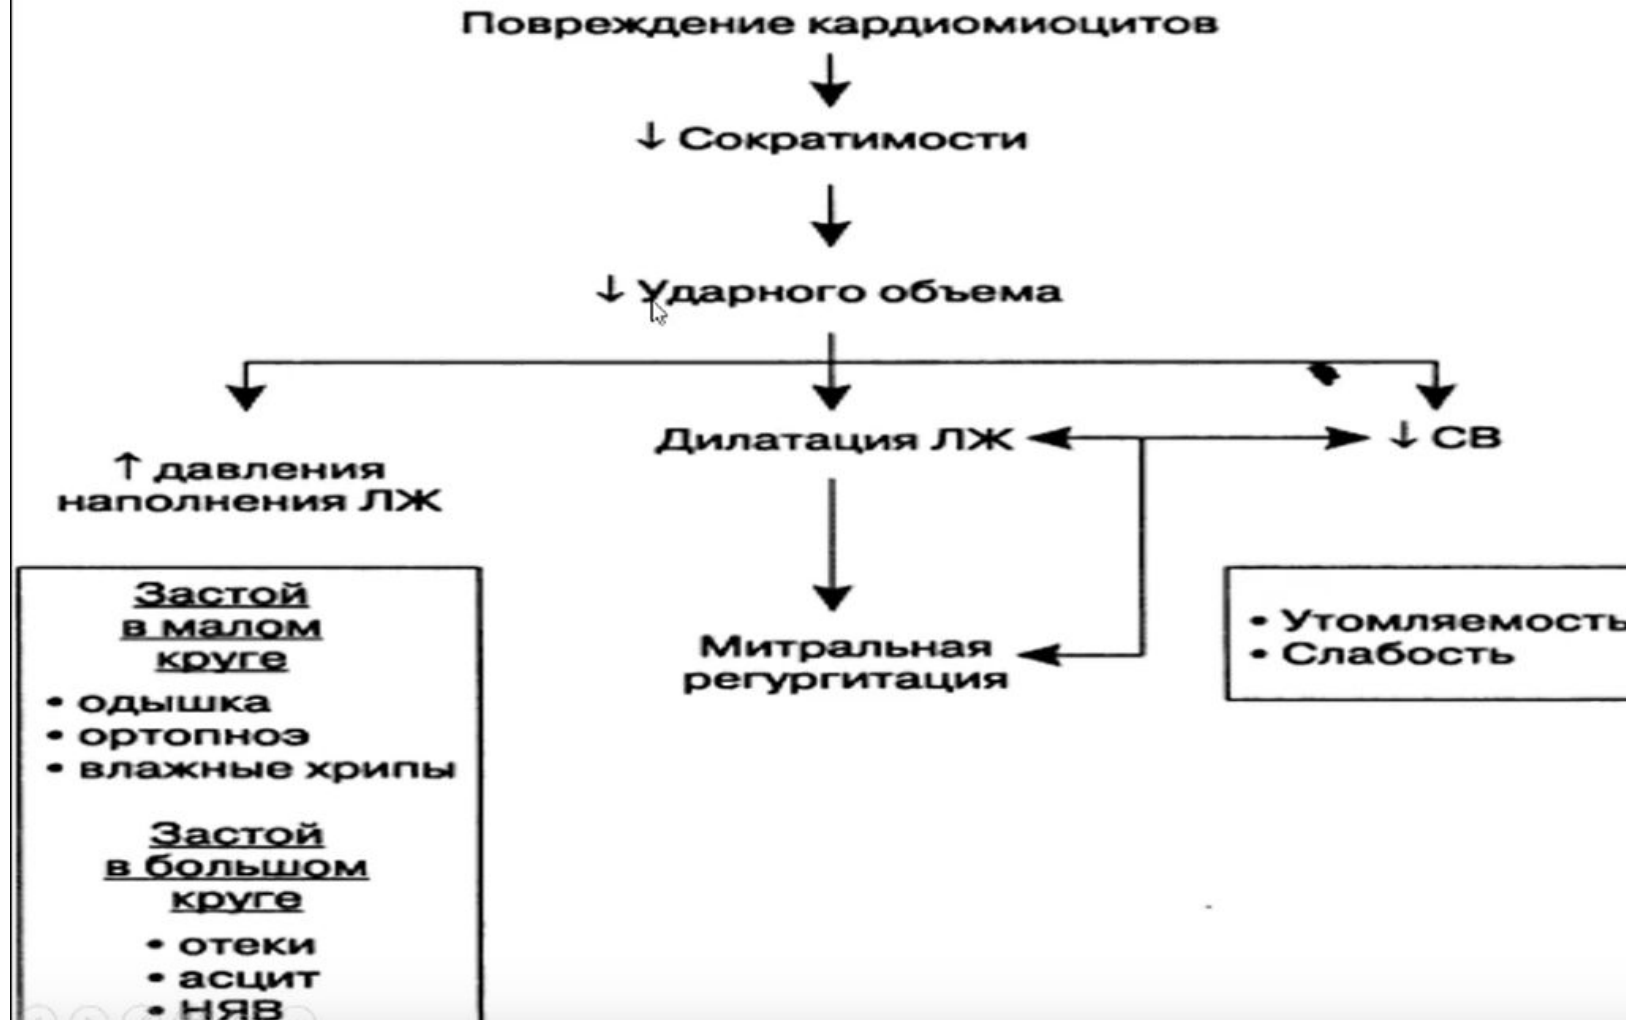 Повреждение кардиомиоцитов
↓ Сократимости
↓ Ударного объема
↑ давления
наполнения ЛЖ
Дилатация ЛЖ
↓ СВ
Застой
в малом
круге
• одышка
• ортопноэ
• влажные хрипы
Застой
в большом
круге
• отеки
• асцит
• НЯВ
Митральная
регургитация
• Утомляемость
• Слабость